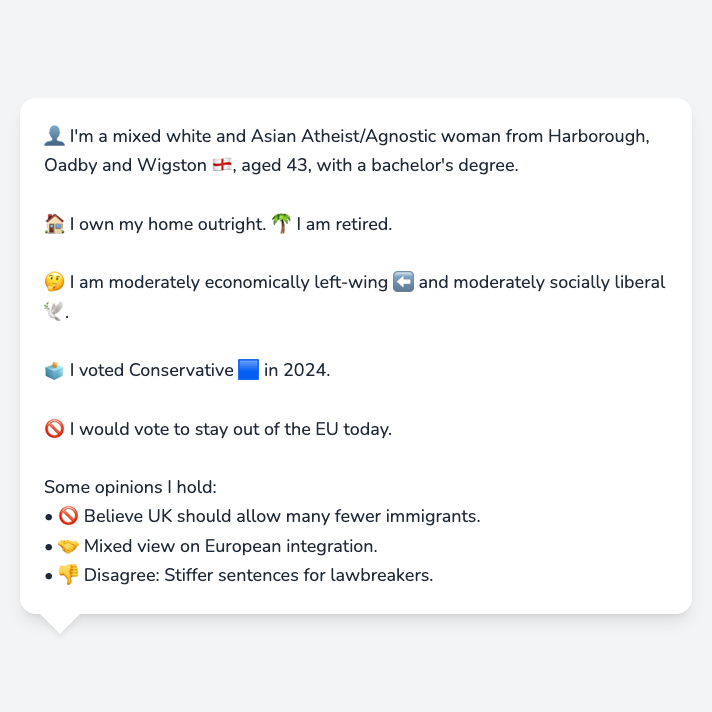 👤 I'm a mixed white and Asian Atheist/Agnostic woman from Harborough,
Oadby and Wigston 🏴󠁧󠁢󠁥󠁮󠁧󠁿, aged 43, with a bachelor's degree.
🏠 I own my home outright. 🌴 I am retired.
🤔 I am moderately economically left-wing ⬅️ and moderately socially liberal
🕊️.
🗳️ I voted Conservative 🟦 in 2024.
🚫 I would vote to stay out of the EU today.
Some opinions I hold:
• 🚫 Believe UK should allow many fewer immigrants.
• 🤝 Mixed view on European integration.
• 👎 Disagree: Stiffer sentences for lawbreakers.